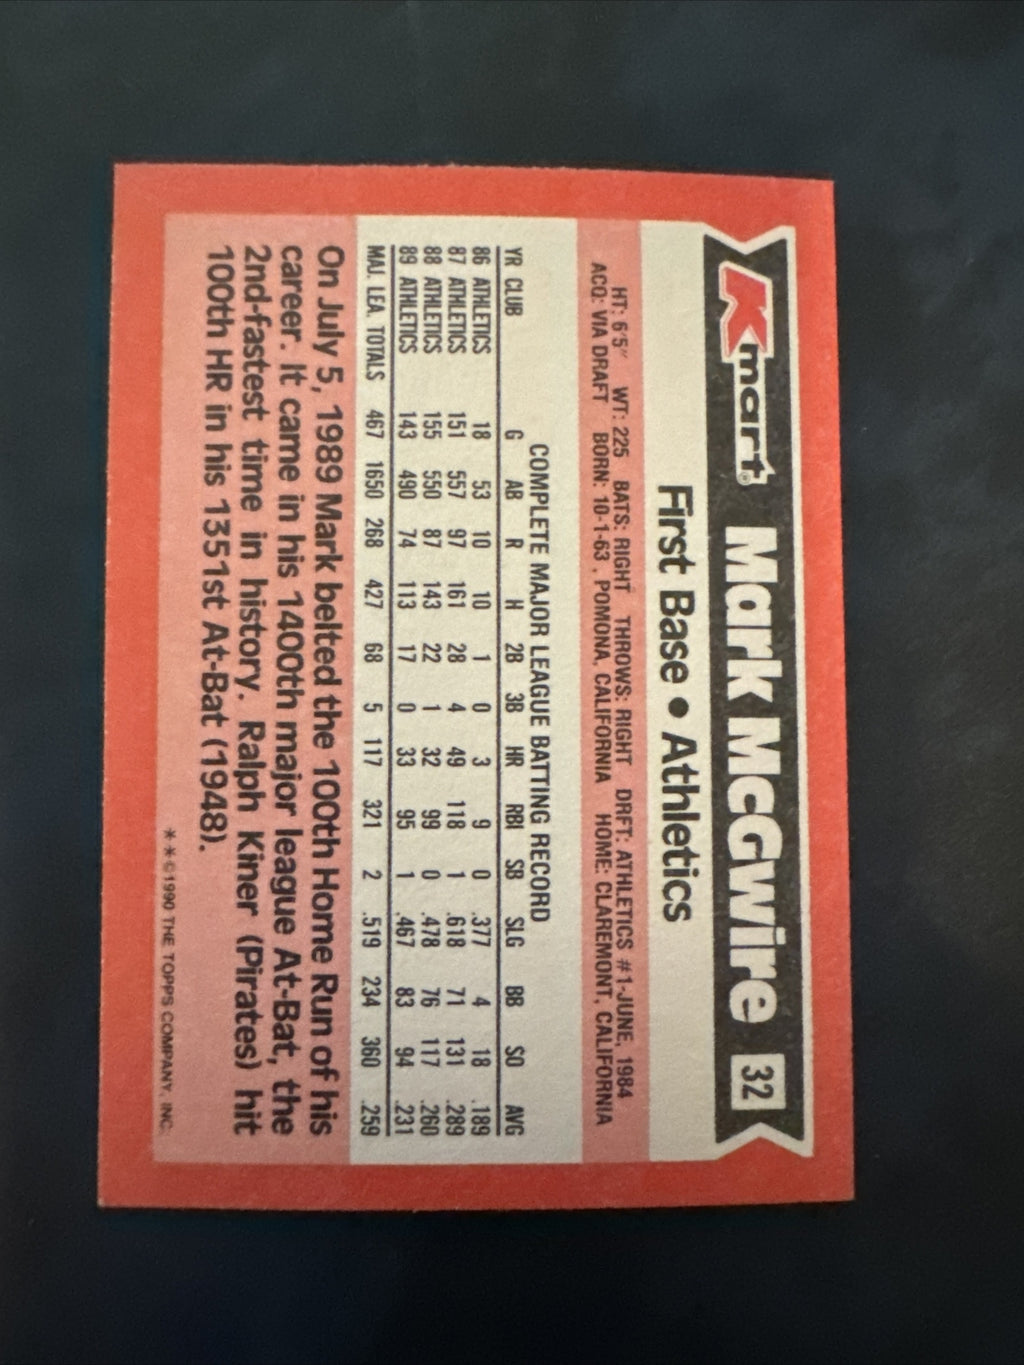 Kmart® Mark McGwire 32
First Base • Athletics
HT: 6'5" WT: 225 BATS: RIGHT THROWS: RIGHT DRFT: ATHLETICS #1-JUNE, 1984
ACQ: VIA DRAFT BORN: 10-1-63, POMONA, CALIFORNIA HOME: CLAREMONT, CALIFORNIA
COMPLETE MAJOR LEAGUE BATTING RECORD
YR CLUB G AB R H 2B 3B HR RBI SB SLG BB SO AVG
86 ATHLETICS 18 53 10 10 1 0 3 9 0 .377 4 18 .189
87 ATHLETICS 151 557 97 161 28 4 49 118 1 .618 71 131 .289
88 ATHLETICS 155 550 87 143 22 1 32 99 0 .478 76 117 .260
89 ATHLETICS 143 490 74 113 17 0 33 95 1 .467 83 94 .231
MAJ. LEA. TOTALS 467 1650 268 427 68 5 117 321 2 .519 234 360 .259
On July 5, 1989 Mark belted the 100th Home Run of his
career. It came in his 1400th major league At-Bat, the
2nd-fastest time in history. Ralph Kiner (Pirates) hit
100th HR in his 1351st At-Bat (1948).
**©1990 THE TOPPS COMPANY, INC.